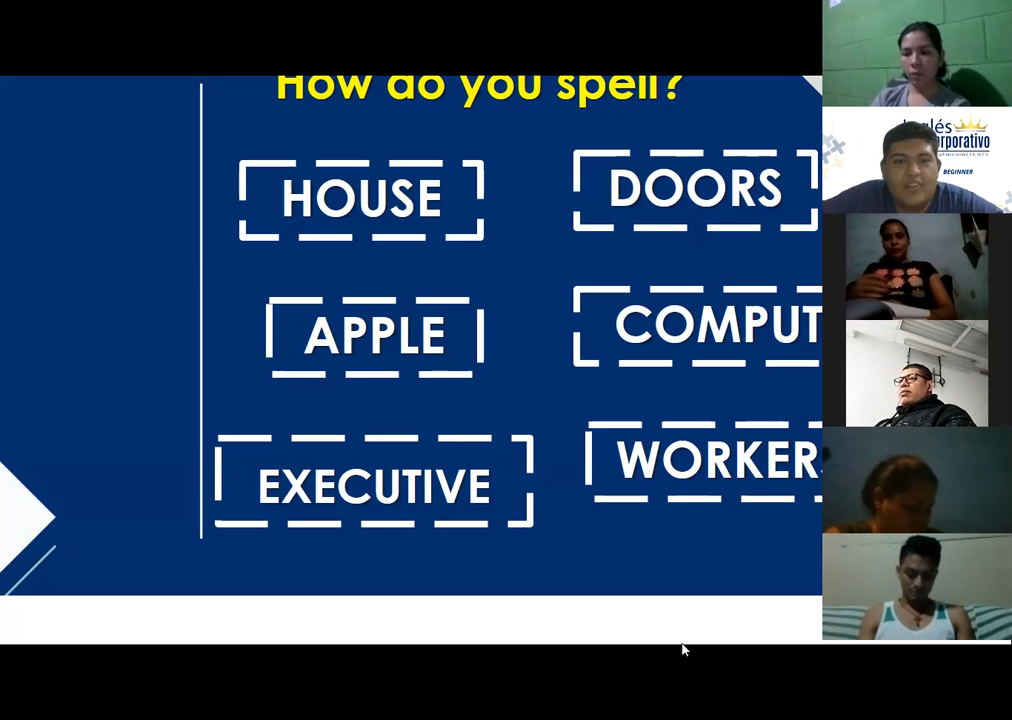 How do you spell?
HOUSE
DOORS
APPLE
COMPUT
EXECUTIVE
WORKER
BEGINNER